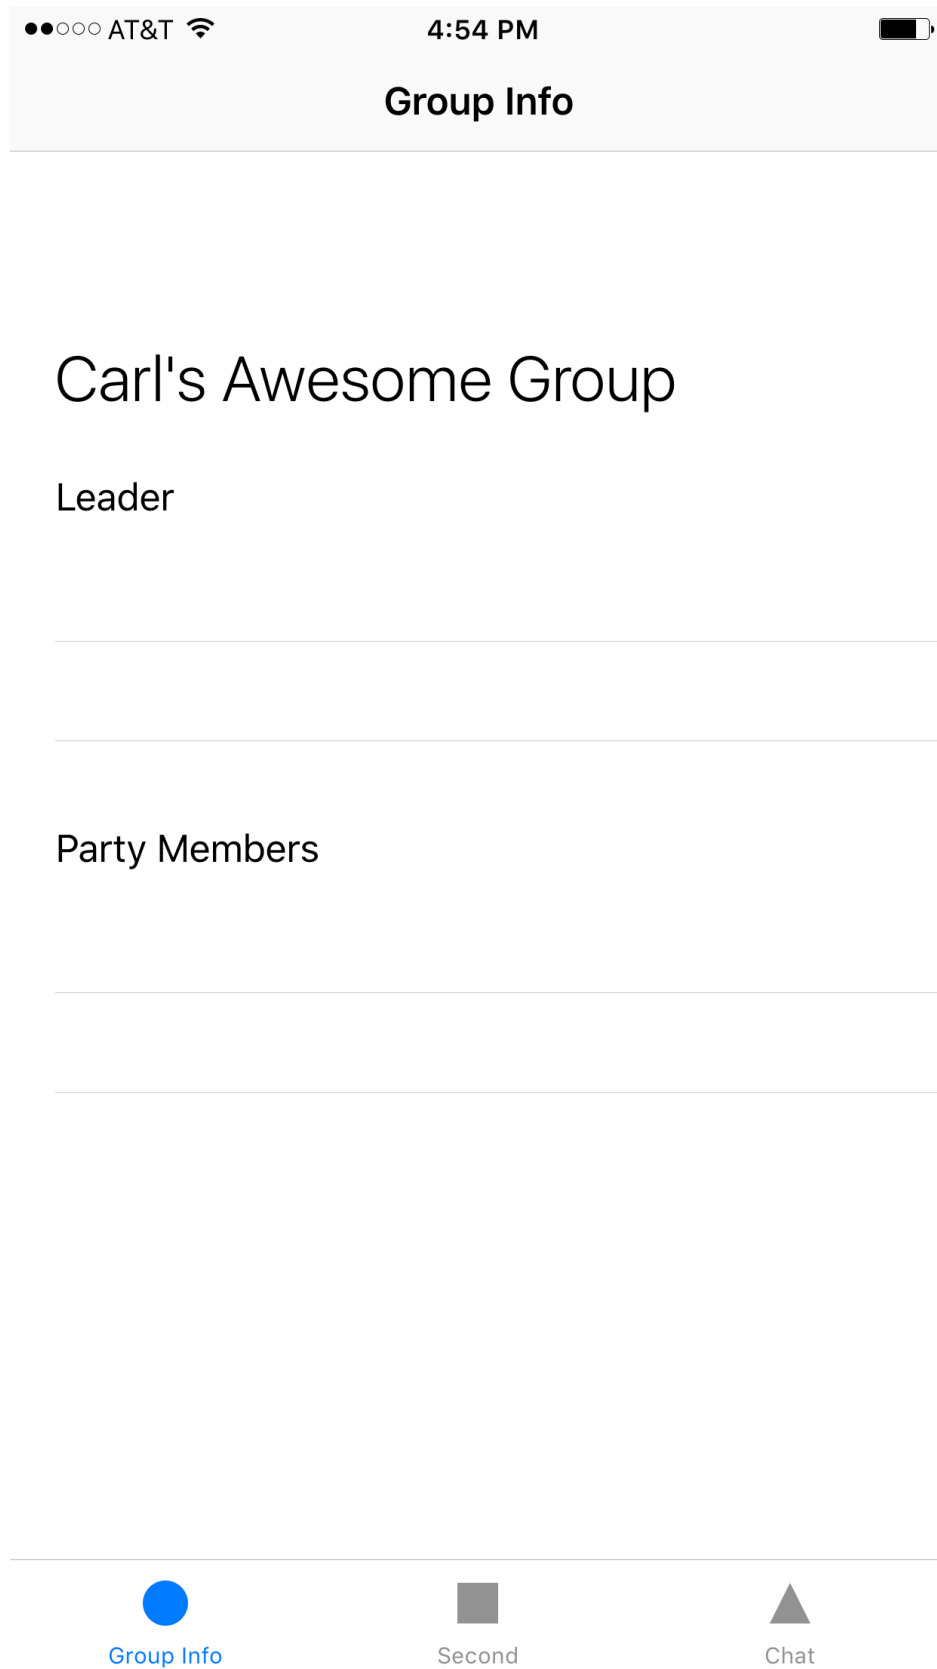 AT&T 4:54 PM
Group Info
Carl's Awesome Group
Leader
Party Members
Group Info Second Chat